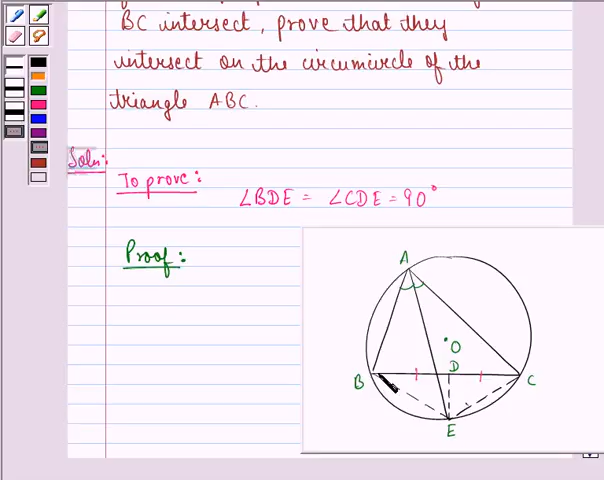 BC intersect, prove that they
intersect on the circumcircle of the
triangle ABC.
Soln:
To prove:
∠BDE = ∠CDE = 90°
Proof:
A
O
D
B
C
E